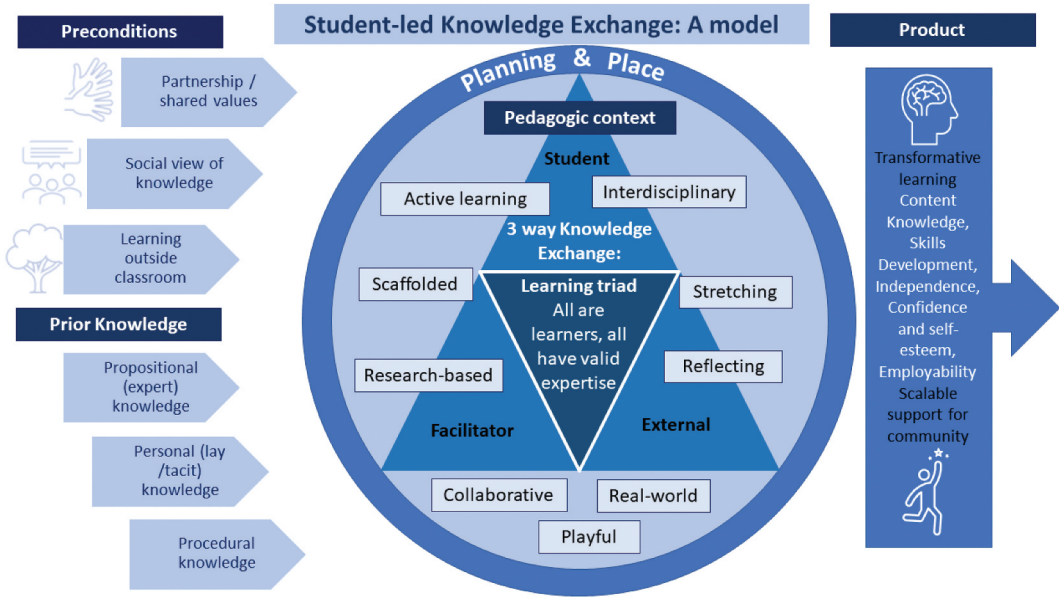 Student-led Knowledge Exchange: A model
Preconditions
Partnership /
shared values
Social view of
knowledge
Learning
outside
classroom
Prior Knowledge
Propositional
(expert)
knowledge
Personal (lay
/tacit)
knowledge
Procedural
knowledge
Planning & Place
Pedagogic context
Student
Active learning
Interdisciplinary
3 way Knowledge
Exchange:
Scaffolded
Learning triad
All are
learners, all
have valid
expertise
Stretching
Research-based
Reflecting
Facilitator
External
Collaborative
Real-world
Playful
Product
Transformative
learning
Content
Knowledge,
Skills
Development,
Independence,
Confidence
and self-
esteem,
Employability
Scalable
support for
community